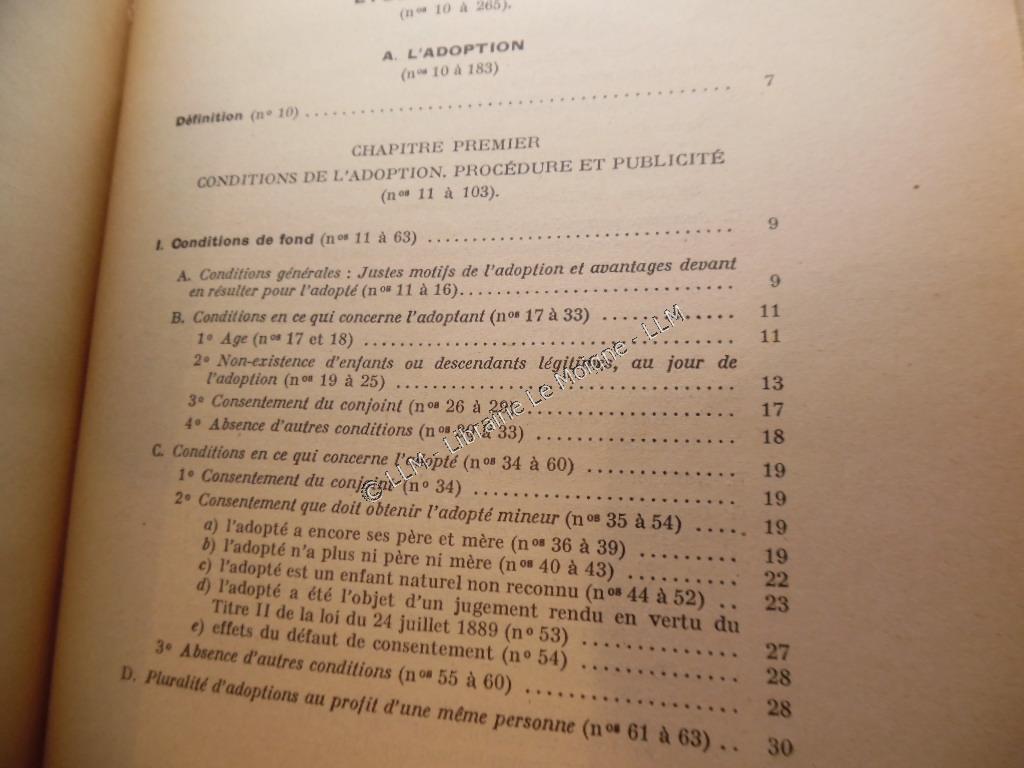 (nos 10 à 265).
A. L'ADOPTION
(nos 10 à 183)
Définition (no 10) ........ 7
CHAPITRE PREMIER
CONDITIONS DE L'ADOPTION. PROCÉDURE ET PUBLICITÉ
(nos 11 à 103).
I. Conditions de fond (nos 11 à 63) ........ 9
A. Conditions générales : Justes motifs de l'adoption et avantages devant
en résulter pour l'adopté (nos 11 à 16) ........ 9
B. Conditions en ce qui concerne l'adoptant (nos 17 à 33) ........ 11
1o Age (nos 17 et 18) ........ 11
2o Non-existence d'enfants ou descendants légitimes, au jour de
l'adoption (nos 19 à 25) ........ 13
3o Consentement du conjoint (nos 26 à 29) ........ 17
4o Absence d'autres conditions (nos à 33) ........ 18
C. Conditions en ce qui concerne l'adopté (nos 34 à 60) ........ 19
1o Consentement du conjoint (no 34) ........ 19
2o Consentement que doit obtenir l'adopté mineur (nos 35 à 54) ..... 19
a) l'adopté a encore ses père et mère (nos 36 à 39) ........ 19
b) l'adopté n'a plus ni père ni mère (nos 40 à 43) ........ 22
c) l'adopté est un enfant naturel non reconnu (nos 44 à 52) .. 23
d) l'adopté a été l'objet d'un jugement rendu en vertu du
Titre II de la loi du 24 juillet 1889 (no 53) ........ 27
e) effets du défaut de consentement (no 54) ........ 28
3o Absence d'autres conditions (nos 55 à 60) ........ 28
D. Pluralité d'adoptions au profit d'une même personne (nos 61 à 63) .. 30
© LLM - Librairie Le Moine - LLM